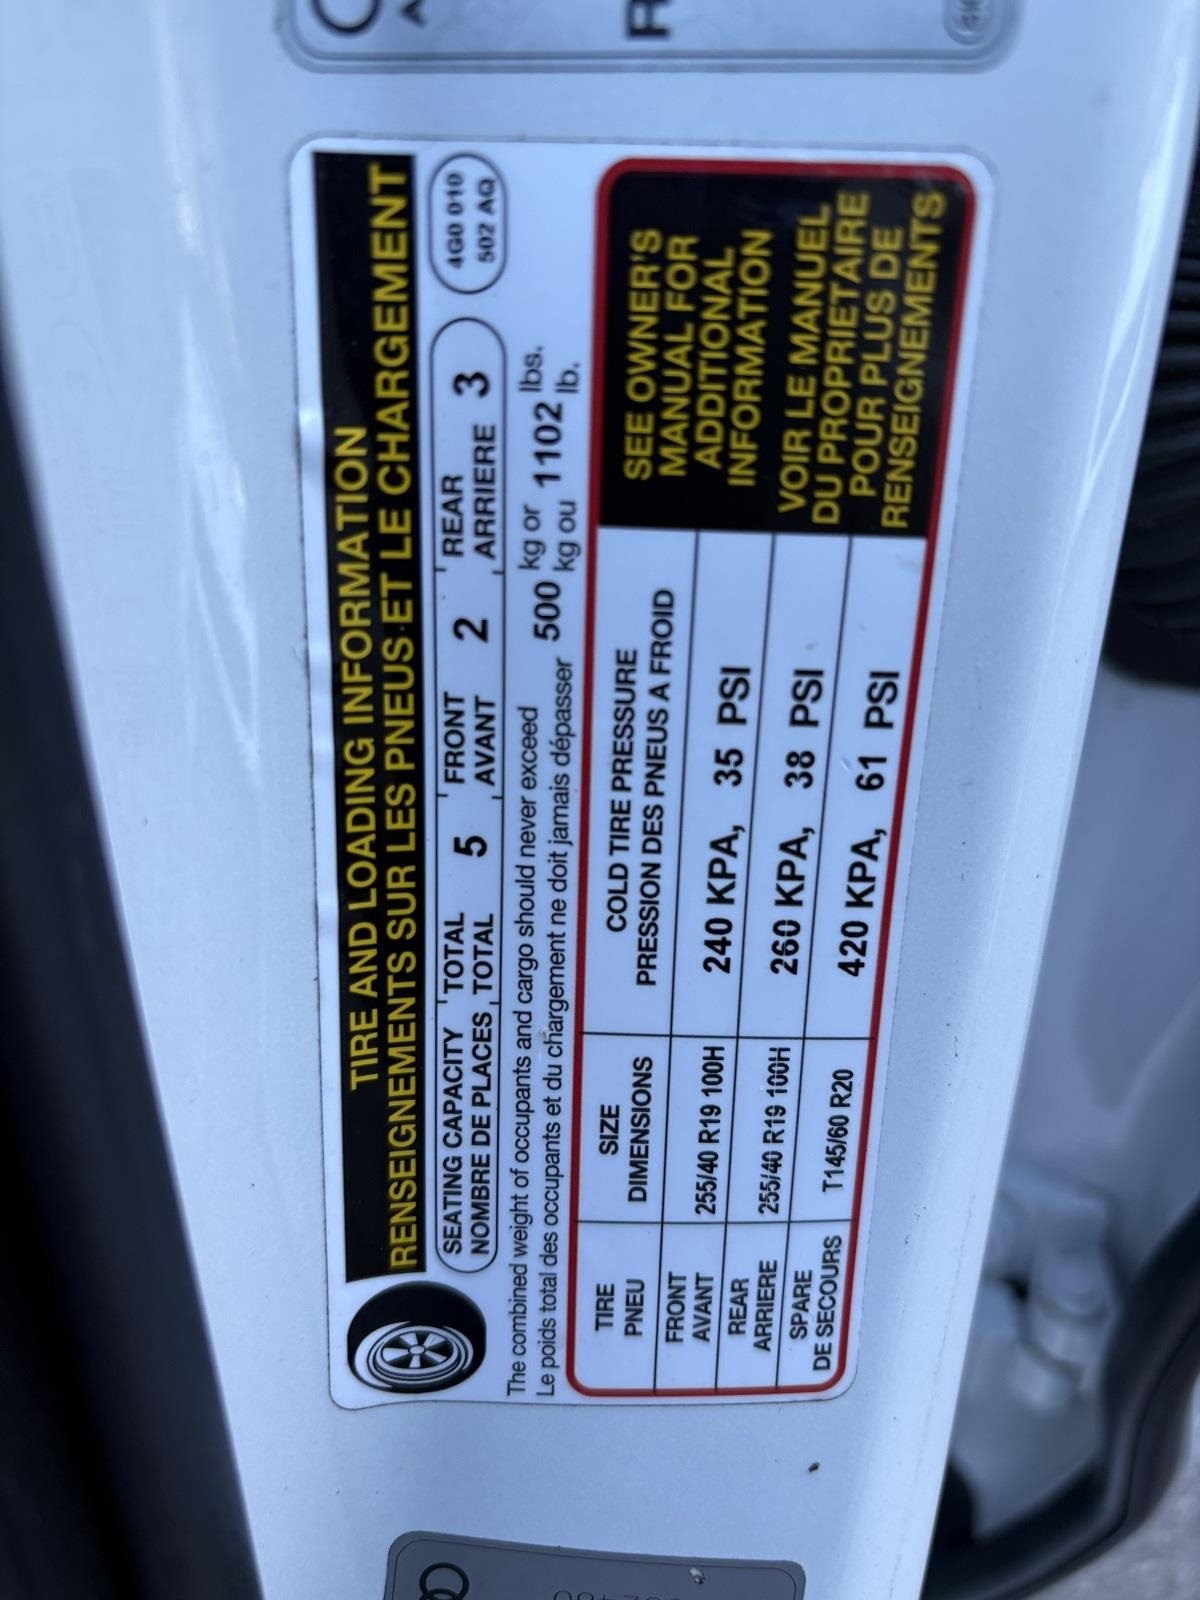 R
TIRE AND LOADING INFORMATION
RENSEIGNEMENTS SUR LES PNEUS ET LE CHARGEMENT
4G0 010
502 AQ
SEATING CAPACITY TOTAL 5 FRONT 2 REAR 3
NOMBRE DE PLACES TOTAL AVANT ARRIERE
The combined weight of occupants and cargo should never exceed 500 kg or 1102 lbs.
Le poids total des occupants et du chargement ne doit jamais dépasser kg ou lb.
TIRE SIZE COLD TIRE PRESSURE
PNEU DIMENSIONS PRESSION DES PNEUS A FROID
FRONT
AVANT 255/40 R19 100H 240 KPA, 35 PSI
REAR
ARRIERE 255/40 R19 100H 260 KPA, 38 PSI
SPARE
DE SECOURS T145/60 R20 420 KPA, 61 PSI
SEE OWNER'S
MANUAL FOR
ADDITIONAL
INFORMATION
VOIR LE MANUEL
DU PROPRIETAIRE
POUR PLUS DE
RENSEIGNEMENTS